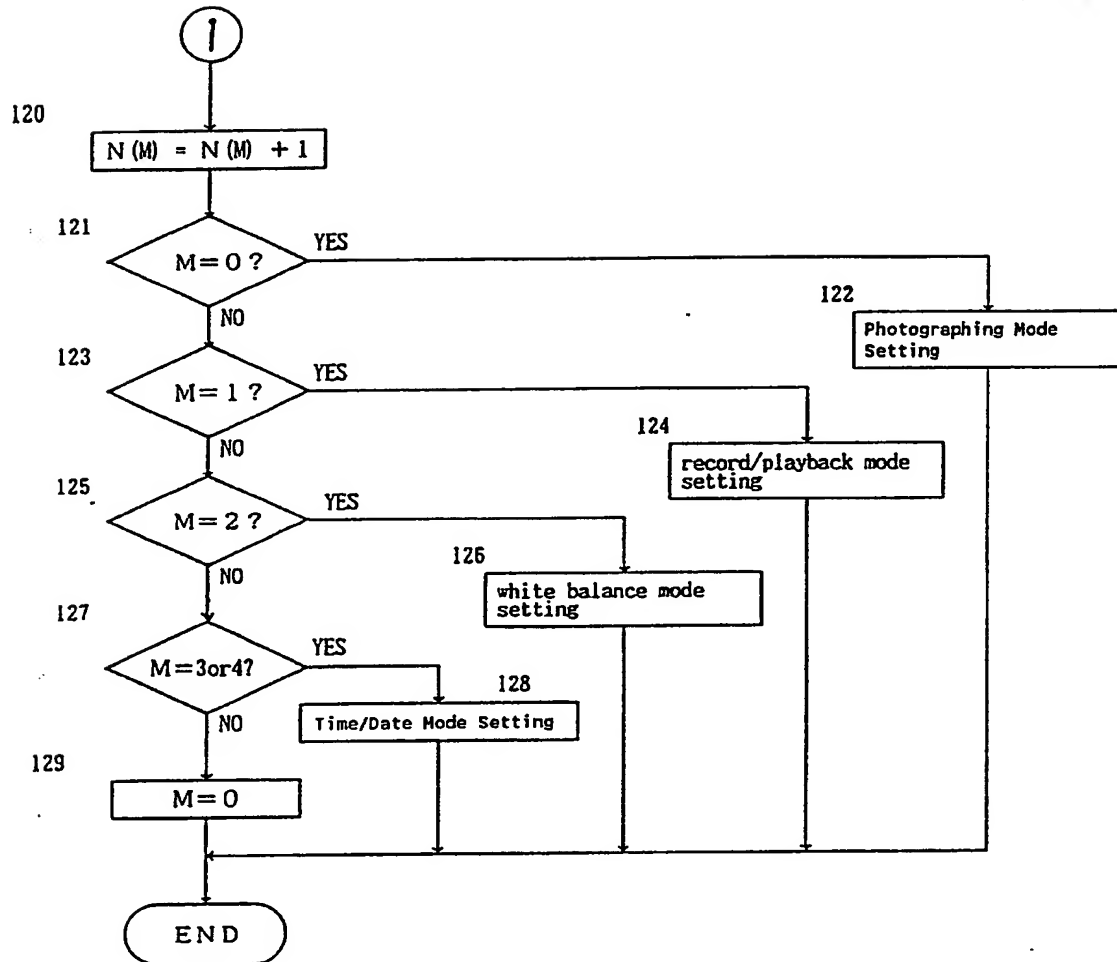 1
120
N(M) = N(M) + 1
121
M=0?
YES
NO
122
Photographing Mode
Setting
123
M=1?
YES
NO
124
record/playback mode
setting
125
M=2?
YES
NO
126
white balance mode
setting
127
M=3or4?
YES
NO
128
Time/Date Mode Setting
129
M=0
END